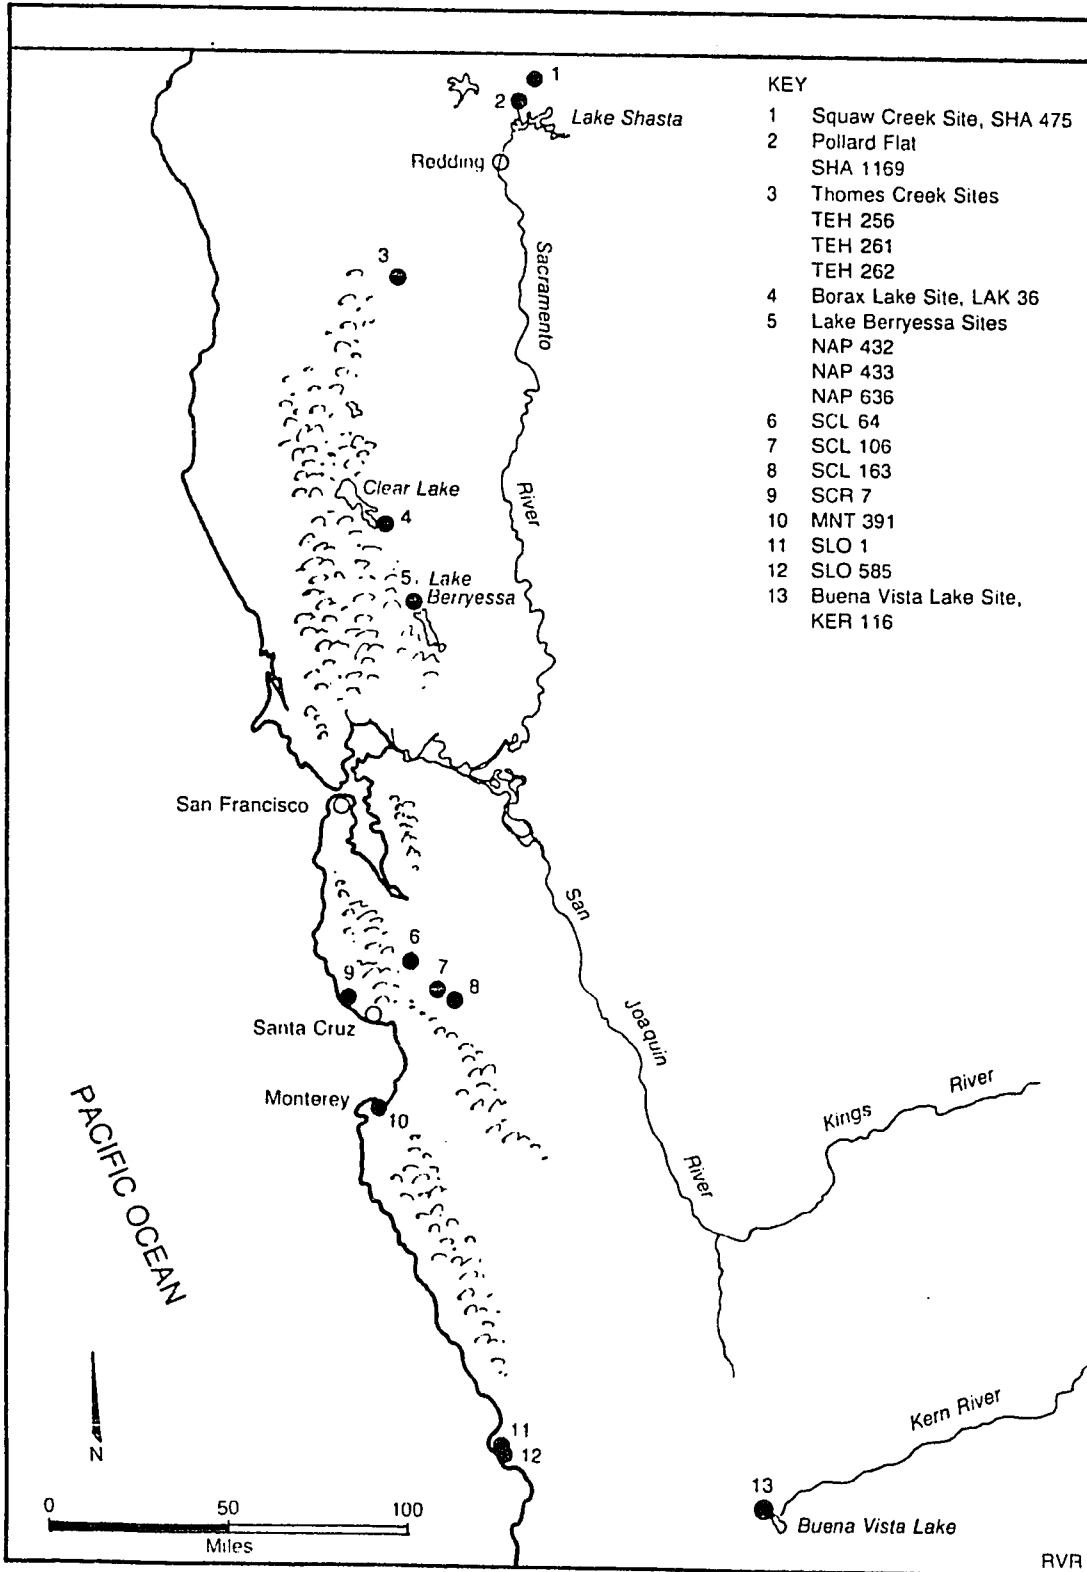 KEY
1 Squaw Creek Site, SHA 475
2 Pollard Flat
SHA 1169
3 Thomes Creek Sites
TEH 256
TEH 261
TEH 262
4 Borax Lake Site, LAK 36
5 Lake Berryessa Sites
NAP 432
NAP 433
NAP 636
6 SCL 64
7 SCL 106
8 SCL 163
9 SCR 7
10 MNT 391
11 SLO 1
12 SLO 585
13 Buena Vista Lake Site,
KER 116
1
2
Lake Shasta
Redding
3
Sacramento
River
Clear Lake
4
5. Lake
Berryessa
San Francisco
San
Joaquin
River
6
7
8
9
Santa Cruz
Monterey
10
Kings
River
PACIFIC OCEAN
N
11
12
Kern River
13
Buena Vista Lake
0 50 100
Miles
RVR